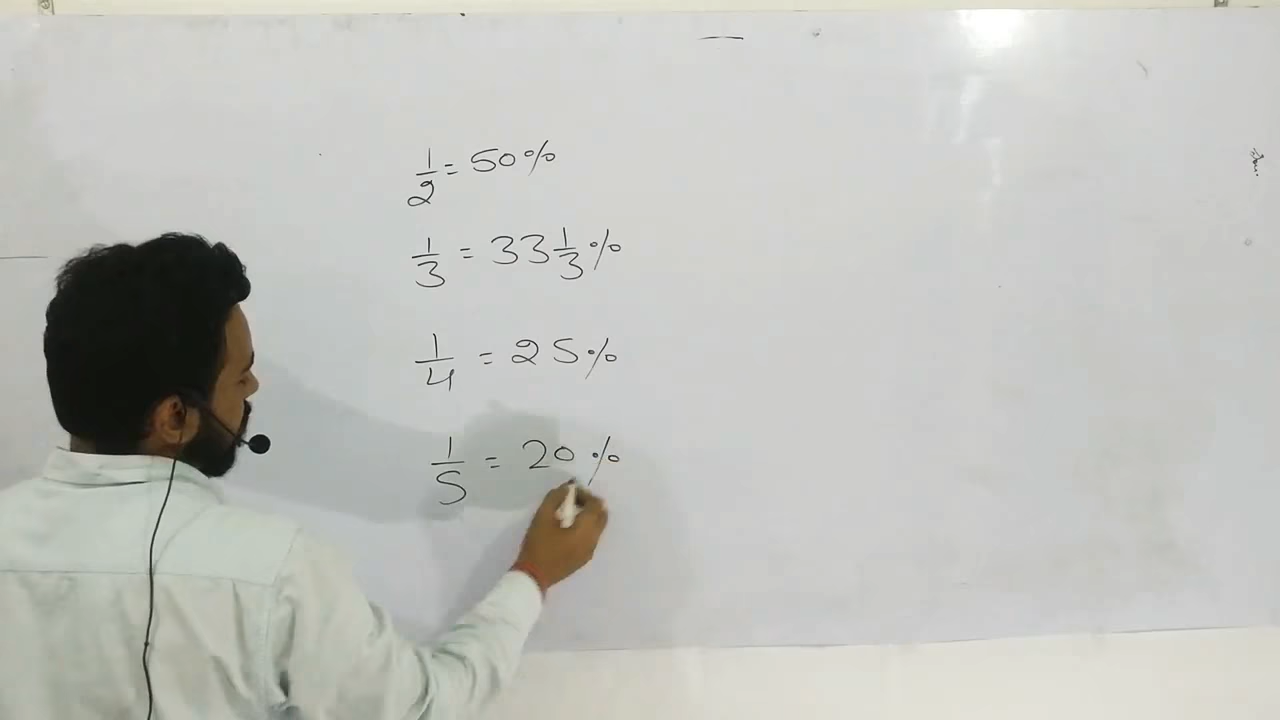 1/2 = 50%
1/3 = 33 1/3 %
1/4 = 25%
1/5 = 20%